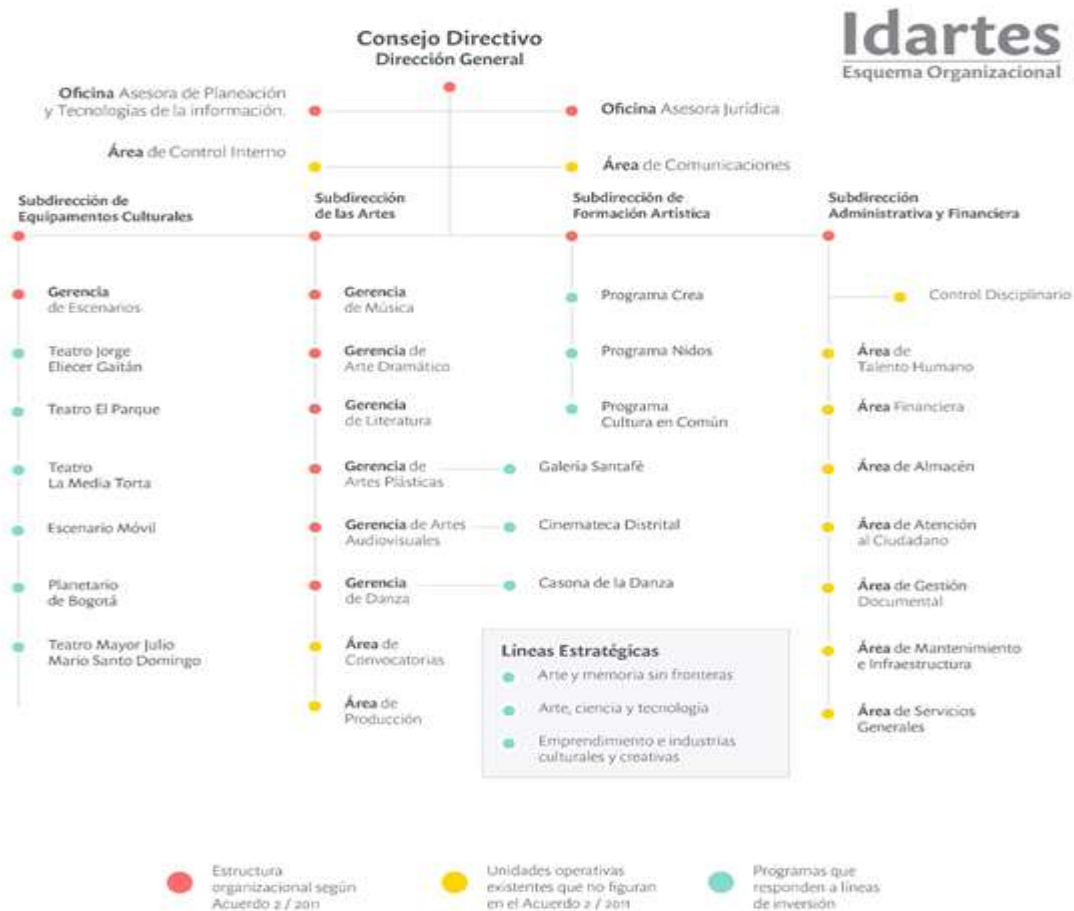 Idartes
Esquema Organizacional
Consejo Directivo
Dirección General
Oficina Asesora de Planeación
y Tecnologías de la información.
Oficina Asesora Jurídica
Área de Control Interno
Área de Comunicaciones
Subdirección de
Equipamentos Culturales
Subdirección
de las Artes
Subdirección de
Formación Artística
Subdirección
Administrativa y Financiera
Gerencia
de Escenarios
Teatro Jorge
Eliecer Gaitán
Teatro El Parque
Teatro
La Media Torta
Escenario Móvil
Planetario
de Bogotá
Teatro Mayor Julio
Mario Santo Domingo
Gerencia
de Música
Gerencia de
Arte Dramático
Gerencia
de Literatura
Gerencia de
Artes Plásticas
Galería Santafé
Gerencia de Artes
Audiovisuales
Cinemateca Distrital
Gerencia
de Danza
Casona de la Danza
Área de
Convocatorias
Área de
Producción
Programa Crea
Programa Nidos
Programa
Cultura en Común
Control Disciplinario
Área de
Talento Humano
Área Financiera
Área de Almacén
Área de Atención
al Ciudadano
Área de Gestión
Documental
Área de Mantenimiento
e Infraestructura
Área de Servicios
Generales
Líneas Estratégicas
Arte y memoria sin fronteras
Arte, ciencia y tecnología
Emprendimiento e industrias
culturales y creativas
Estructura
organizacional según
Acuerdo 2 / 2011
Unidades operativas
existentes que no figuran
en el Acuerdo 2 / 2011
Programas que
responden a líneas
de inversión